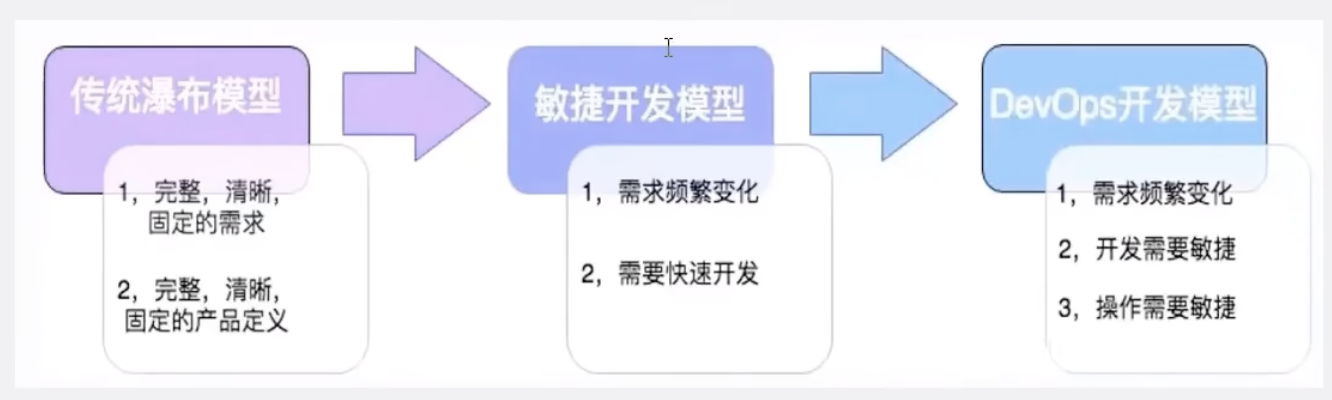 传统瀑布模型
1，完整，清晰，
固定的需求
2，完整，清晰，
固定的产品定义
敏捷开发模型
1，需求频繁变化
2，需要快速开发
DevOps开发模型
1，需求频繁变化
2，开发需要敏捷
3，操作需要敏捷